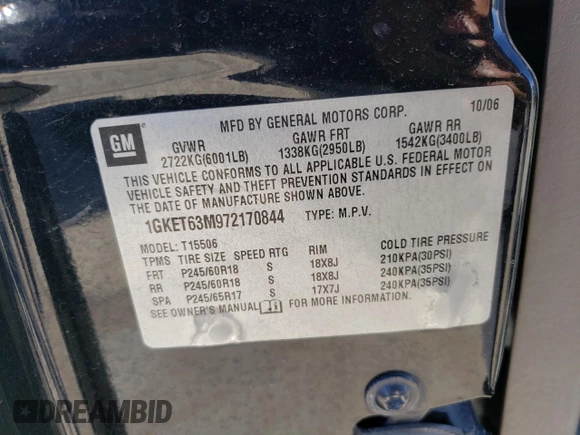 10/06
MFD BY GENERAL MOTORS CORP.
GM
GVWR GAWR FRT GAWR RR
2722KG(6001LB) 1338KG(2950LB) 1542KG(3400LB)
THIS VEHICLE CONFORMS TO ALL APPLICABLE U.S. FEDERAL MOTOR
VEHICLE SAFETY AND THEFT PREVENTION STANDARDS IN EFFECT ON
THE DATE OF MANUFACTURE SHOWN ABOVE.
1GKET63M972170844 TYPE: M.P.V.
MODEL: T15506
TPMS TIRE SIZE SPEED RTG RIM COLD TIRE PRESSURE
FRT P245/60R18 S 18X8J 210KPA(30PSI)
RR P245/60R18 S 18X8J 240KPA(35PSI)
SPA P245/65R17 S 17X7J 240KPA(35PSI)
SEE OWNER'S MANUAL FOR MORE INFORMATION
DREAMBID